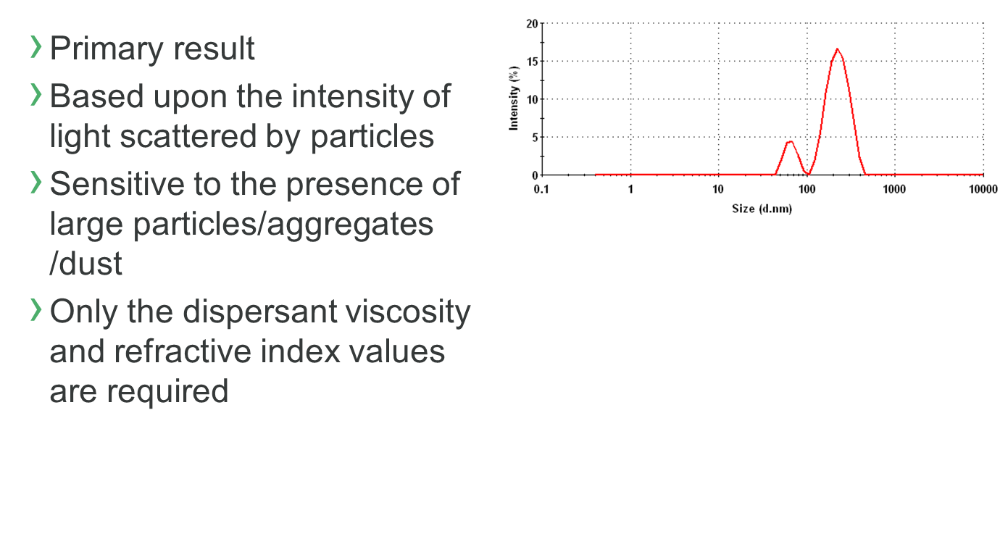 Primary result
Based upon the intensity of
light scattered by particles
Sensitive to the presence of
large particles/aggregates
/dust
Only the dispersant viscosity
and refractive index values
are required
20
15
10
5
0
Intensity (%)
0.1 1 10 100 1000 10000
Size (d.nm)